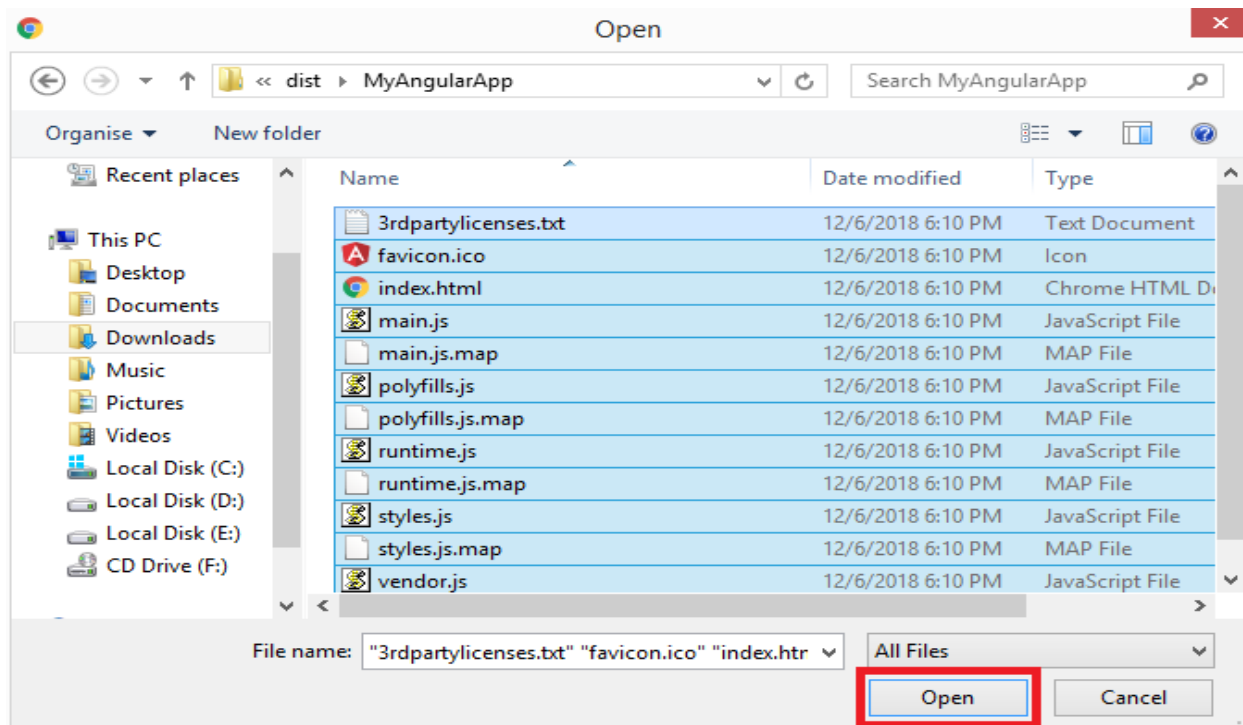 Open
« dist MyAngularApp Search MyAngularApp
Organise New folder
Recent places
This PC
Desktop
Documents
Downloads
Music
Pictures
Videos
Local Disk (C:)
Local Disk (D:)
Local Disk (E:)
CD Drive (F:)
Name Date modified Type
3rdpartylicenses.txt 12/6/2018 6:10 PM Text Document
favicon.ico 12/6/2018 6:10 PM Icon
index.html 12/6/2018 6:10 PM Chrome HTML D
main.js 12/6/2018 6:10 PM JavaScript File
main.js.map 12/6/2018 6:10 PM MAP File
polyfills.js 12/6/2018 6:10 PM JavaScript File
polyfills.js.map 12/6/2018 6:10 PM MAP File
runtime.js 12/6/2018 6:10 PM JavaScript File
runtime.js.map 12/6/2018 6:10 PM MAP File
styles.js 12/6/2018 6:10 PM JavaScript File
styles.js.map 12/6/2018 6:10 PM MAP File
vendor.js 12/6/2018 6:10 PM JavaScript File
File name: "3rdpartylicenses.txt" "favicon.ico" "index.htr All Files
Open Cancel